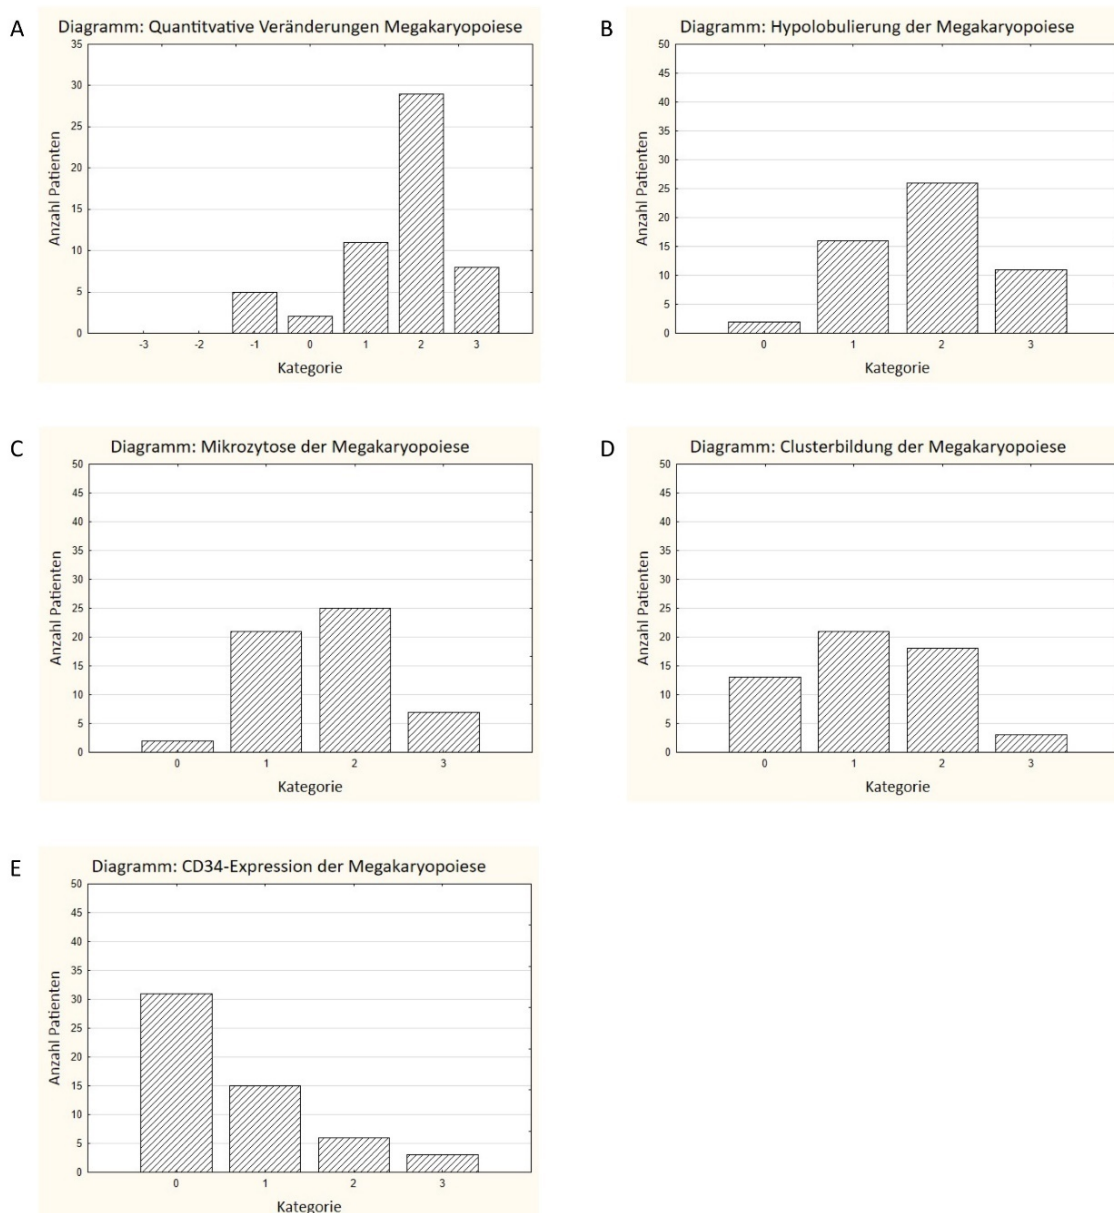 A
Diagramm: Quantitvative Veränderungen Megakaryopoiese
35
30
25
20
15
10
5
0
Anzahl Patienten
-3 -2 -1 0 1 2 3
Kategorie
B
Diagramm: Hypolobulierung der Megakaryopoiese
50
45
40
35
30
25
20
15
10
5
0
Anzahl Patienten
0 1 2 3
Kategorie
C
Diagramm: Mikrozytose der Megakaryopoiese
50
45
40
35
30
25
20
15
10
5
0
Anzahl Patienten
0 1 2 3
Kategorie
D
Diagramm: Clusterbildung der Megakaryopoiese
50
45
40
35
30
25
20
15
10
5
0
Anzahl Patienten
0 1 2 3
Kategorie
E
Diagramm: CD34-Expression der Megakaryopoiese
50
45
40
35
30
25
20
15
10
5
0
Anzahl Patienten
0 1 2 3
Kategorie